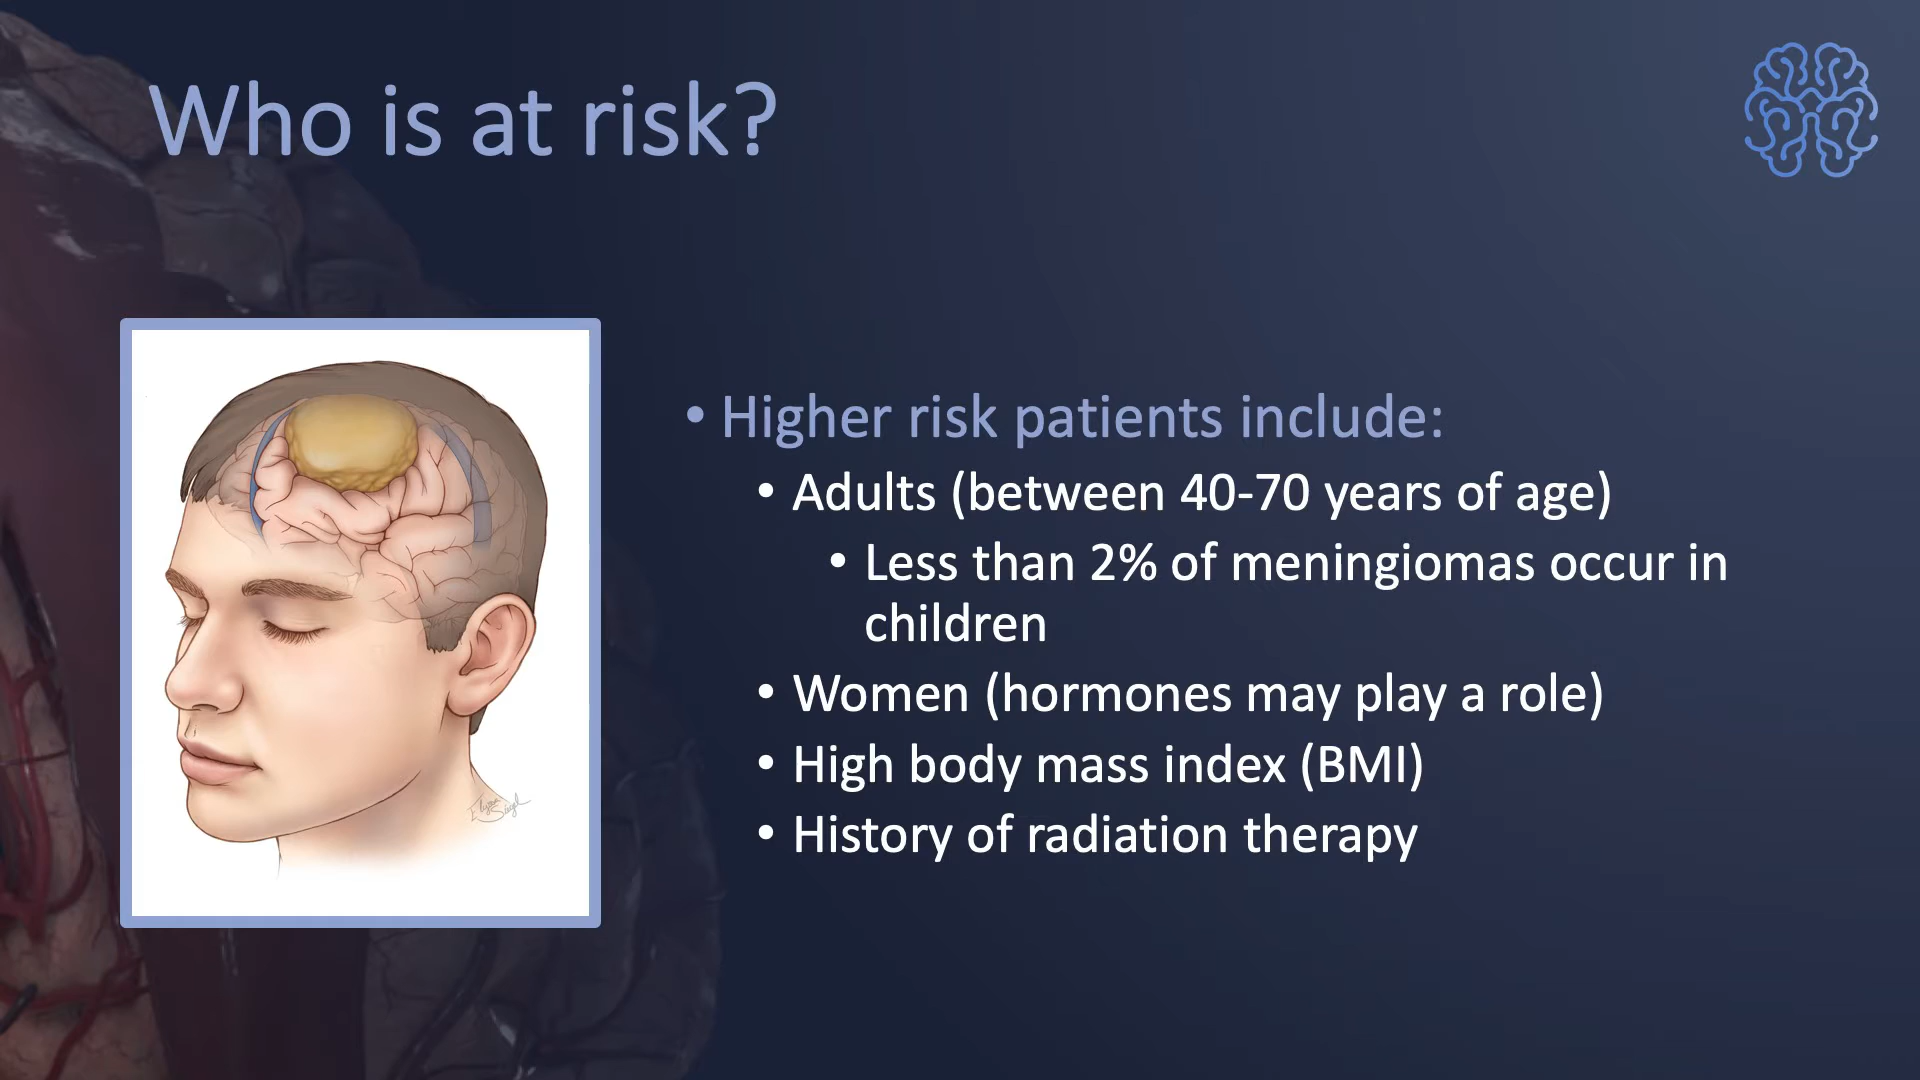 Who is at risk?
• Higher risk patients include:
• Adults (between 40-70 years of age)
• Less than 2% of meningiomas occur in
children
• Women (hormones may play a role)
• High body mass index (BMI)
• History of radiation therapy